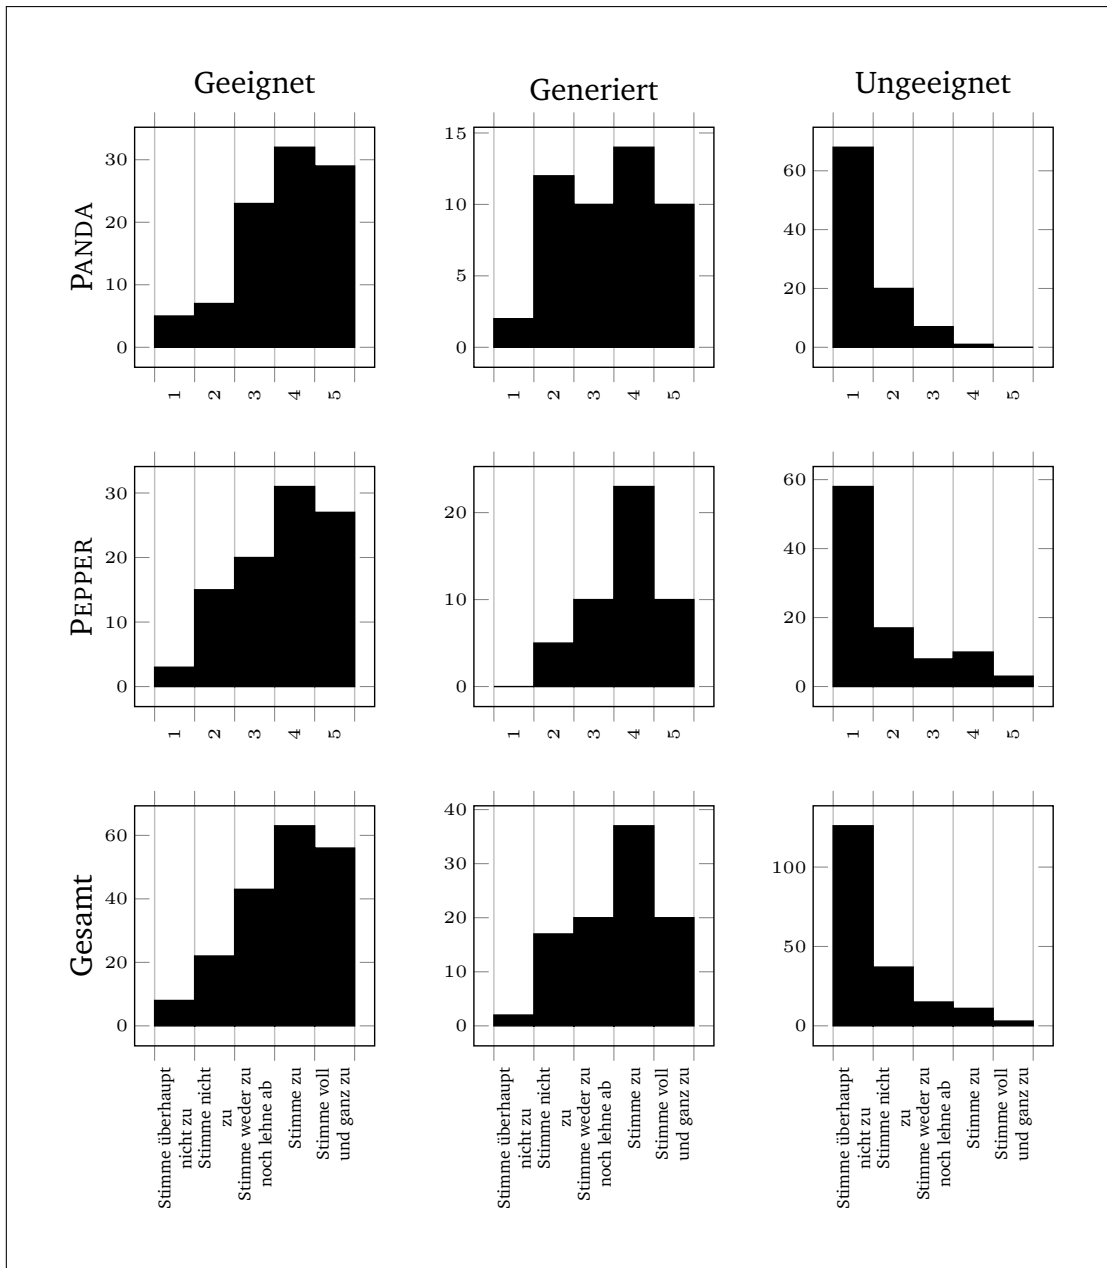 Geeignet
Generiert
Ungeeignet
PANDA
0
10
20
30
1
2
3
4
5
0
5
10
15
0
20
40
60
1
2
3
4
5
PEPPER
0
10
20
30
1
2
3
4
5
0
10
20
1
2
3
4
5
0
20
40
60
1
2
3
4
5
Gesamt
0
20
40
60
Stimme überhaupt
nicht zu
Stimme nicht
zu
Stimme weder zu
noch lehne ab
Stimme zu
Stimme voll
und ganz zu
0
10
20
30
40
Stimme überhaupt
nicht zu
Stimme nicht
zu
Stimme weder zu
noch lehne ab
Stimme zu
Stimme voll
und ganz zu
0
50
100
Stimme überhaupt
nicht zu
Stimme nicht
zu
Stimme weder zu
noch lehne ab
Stimme zu
Stimme voll
und ganz zu
1
2
3
4
5